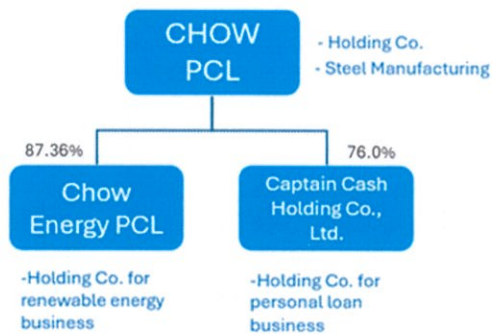 CHOW
PCL
- Holding Co.
- Steel Manufacturing
87.36%
76.0%
Chow
Energy PCL
Captain Cash
Holding Co.,
Ltd.
-Holding Co. for
renewable energy
business
-Holding Co. for
personal loan
business